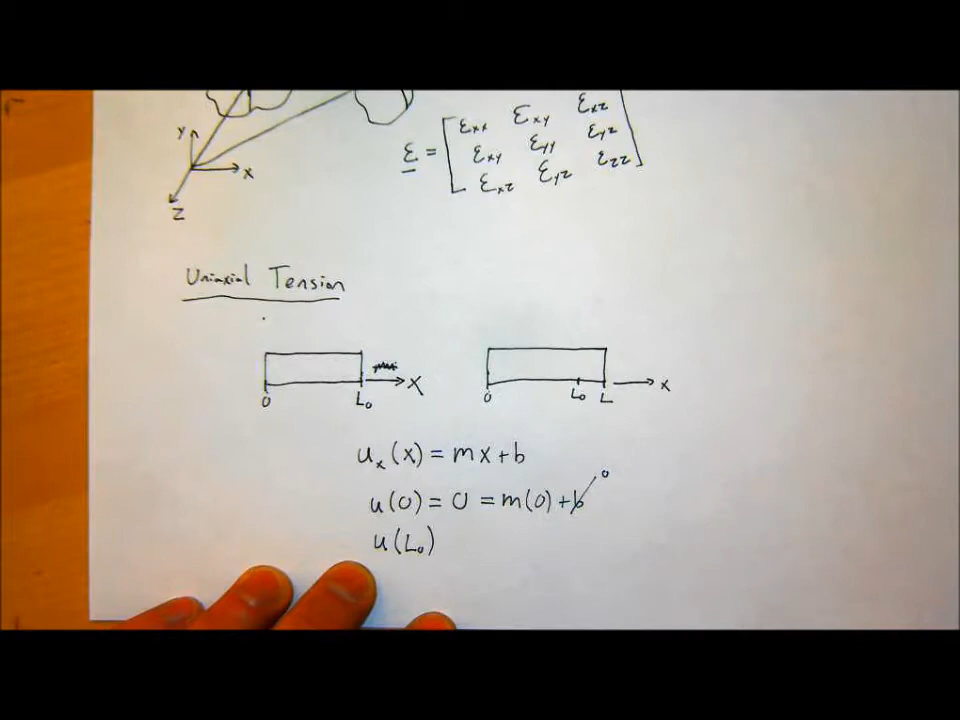 Y
X
Z
ε = [ εxx εxy εxz
εxy εyy εyz
εxz εyz εzz ]
Uniaxial Tension
0 L₀ X
0 L₀ L x
uₓ(X) = mX + b
u(0) = 0 = m(0) + b 0
u(L₀)